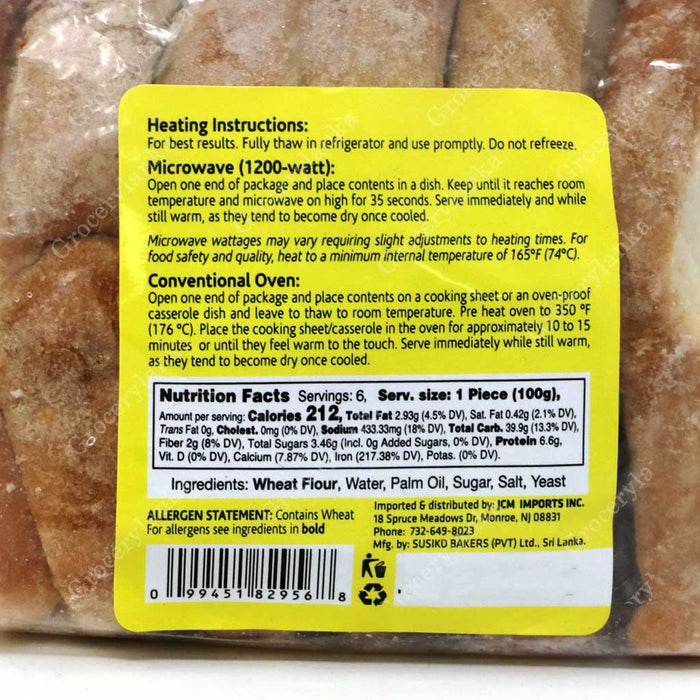 Heating Instructions:
For best results. Fully thaw in refrigerator and use promptly. Do not refreeze.
Microwave (1200-watt):
Open one end of package and place contents in a dish. Keep until it reaches room
temperature and microwave on high for 35 seconds. Serve immediately and while
still warm, as they tend to become dry once cooled.
Microwave wattages may vary requiring slight adjustments to heating times. For
food safety and quality, heat to a minimum internal temperature of 165°F (74°C).
Conventional Oven:
Open one end of package and place contents on a cooking sheet or an oven-proof
casserole dish and leave to thaw to room temperature. Pre heat oven to 350 °F
(176 °C). Place the cooking sheet/casserole in the oven for approximately 10 to 15
minutes or until they feel warm to the touch. Serve immediately while still warm,
as they tend to become dry once cooled.
Nutrition Facts Servings: 6, Serv. size: 1 Piece (100g),
Amount per serving: Calories 212, Total Fat 2.93g (4.5% DV), Sat. Fat 0.42g (2.1% DV),
Trans Fat 0g, Cholest. 0mg (0% DV), Sodium 433.33mg (18% DV), Total Carb. 39.9g (13.3% DV),
Fiber 2g (8% DV), Total Sugars 3.46g (Incl. 0g Added Sugars, 0% DV), Protein 6.6g,
Vit. D (0% DV), Calcium (7.87% DV), Iron (217.38% DV), Potas. (0% DV).
Ingredients: Wheat Flour, Water, Palm Oil, Sugar, Salt, Yeast
ALLERGEN STATEMENT: Contains Wheat
For allergens see ingredients in bold
Imported & distributed by: JCM IMPORTS INC.
18 Spruce Meadows Dr, Monroe, NJ 08831
Phone: 732-649-8023
Mfg. by: SUSIKO BAKERS (PVT) Ltd., Sri Lanka.
0 99451 82956 8
Grocerylanka